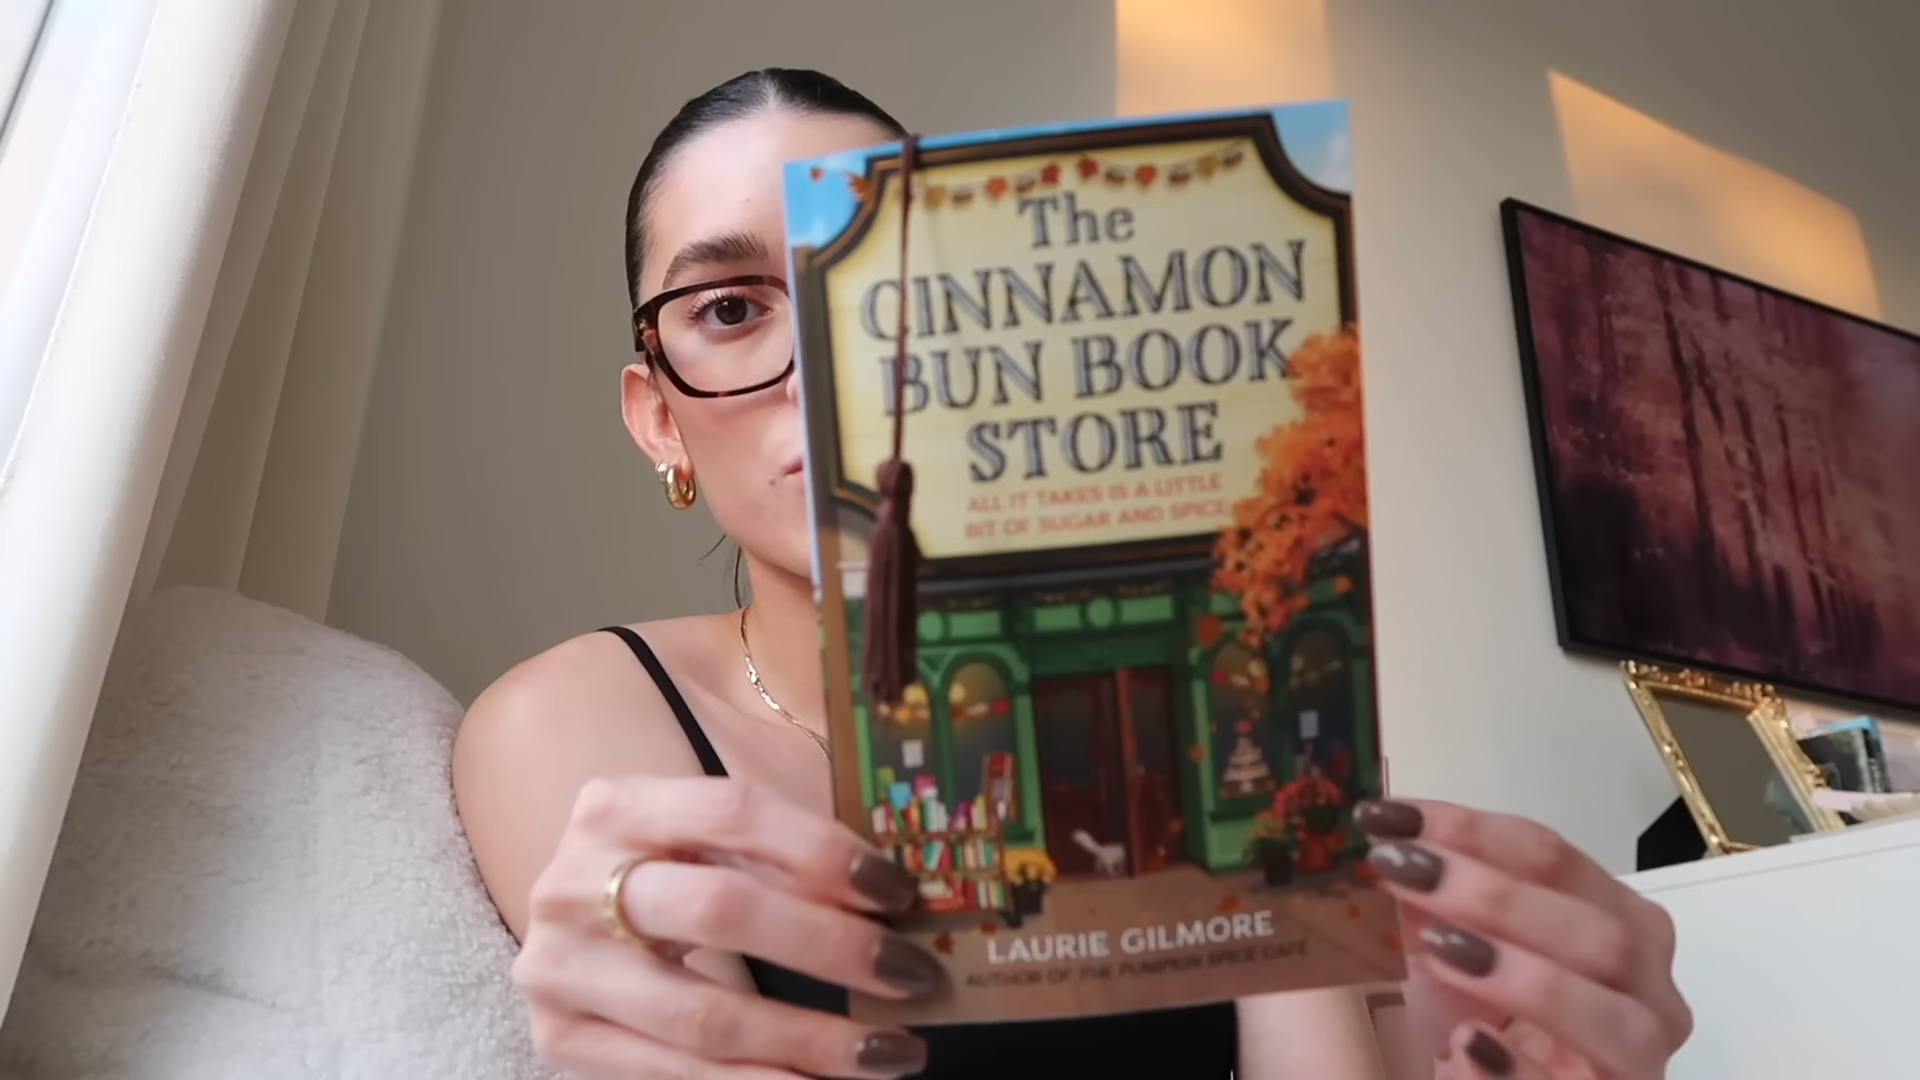 The
CINNAMON
BUN BOOK
STORE
ALL IT TAKES IS A LITTLE
BIT OF SUGAR AND SPICE
LAURIE GILMORE
AUTHOR OF THE PUMPKIN SPICE CAFÉ